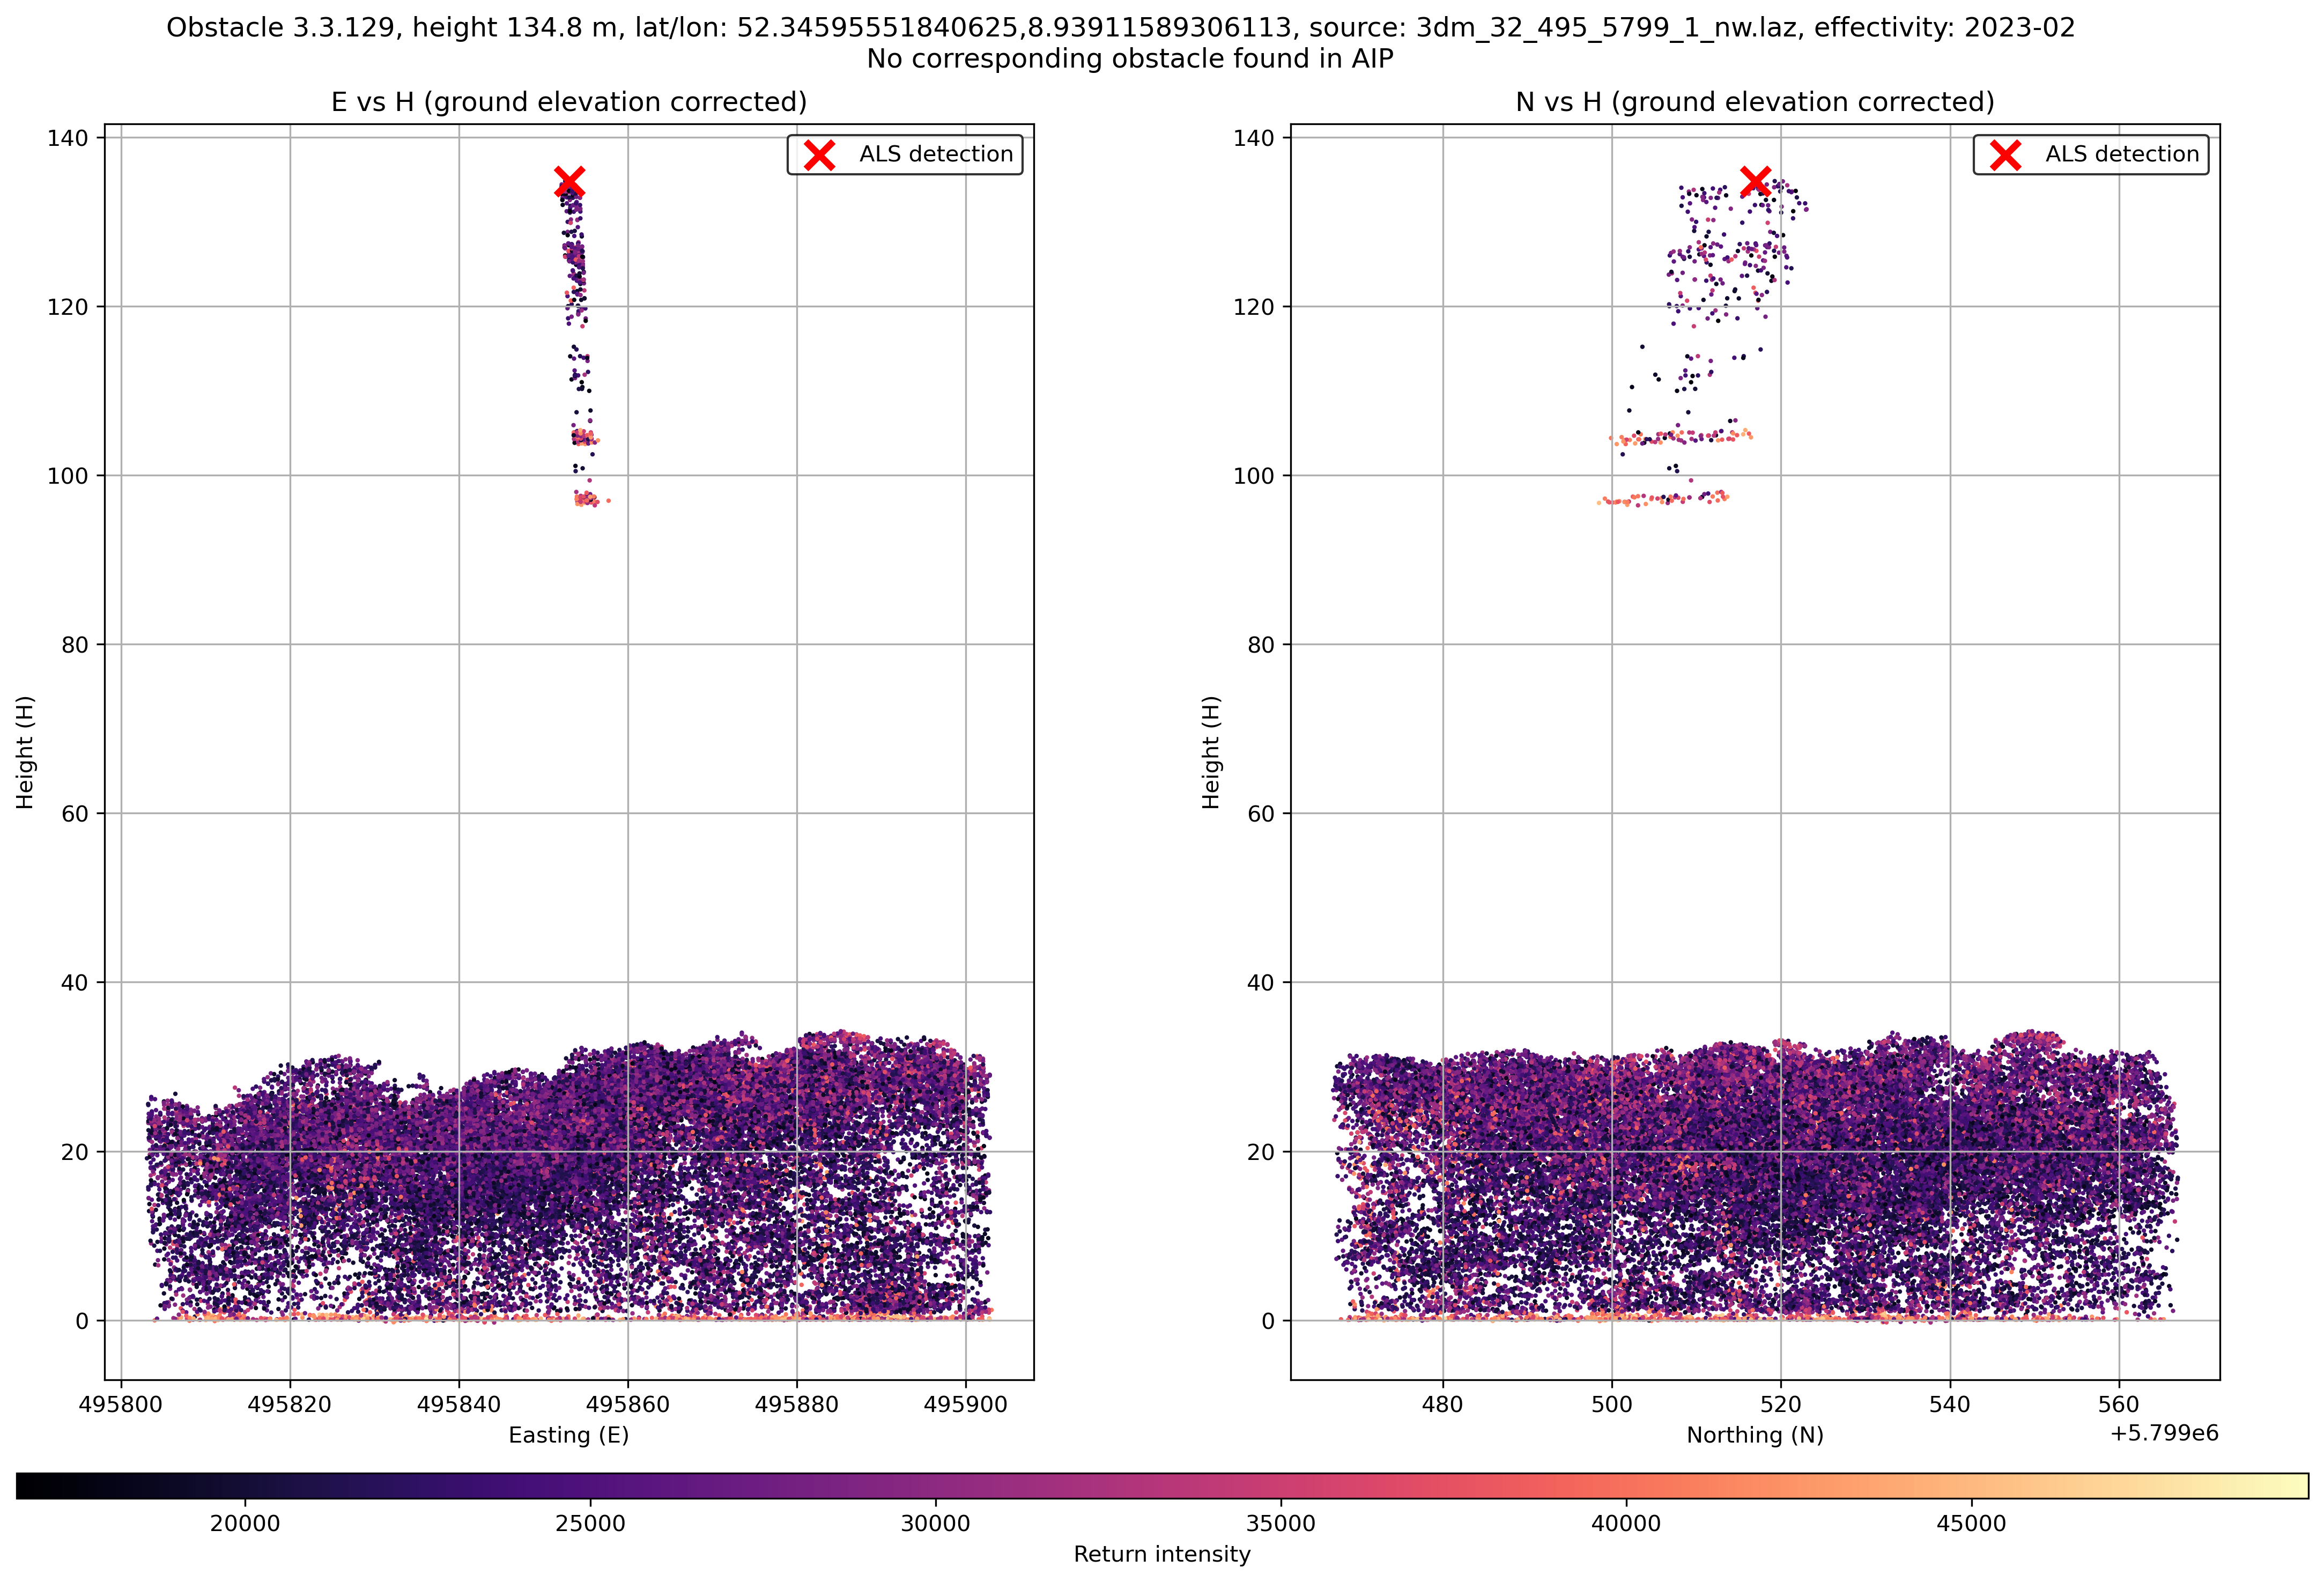 Obstacle 3.3.129, height 134.8 m, lat/lon: 52.34595551840625,8.93911589306113, source: 3dm_32_495_5799_1_nw.laz, effectivity: 2023-02
No corresponding obstacle found in AIP
E vs H (ground elevation corrected)
ALS detection
140
120
100
80
60
40
20
0
Height (H)
495800 495820 495840 495860 495880 495900
Easting (E)
N vs H (ground elevation corrected)
ALS detection
140
120
100
80
60
40
20
0
Height (H)
480 500 520 540 560
+5.799e6
Northing (N)
20000 25000 30000 35000 40000 45000
Return intensity